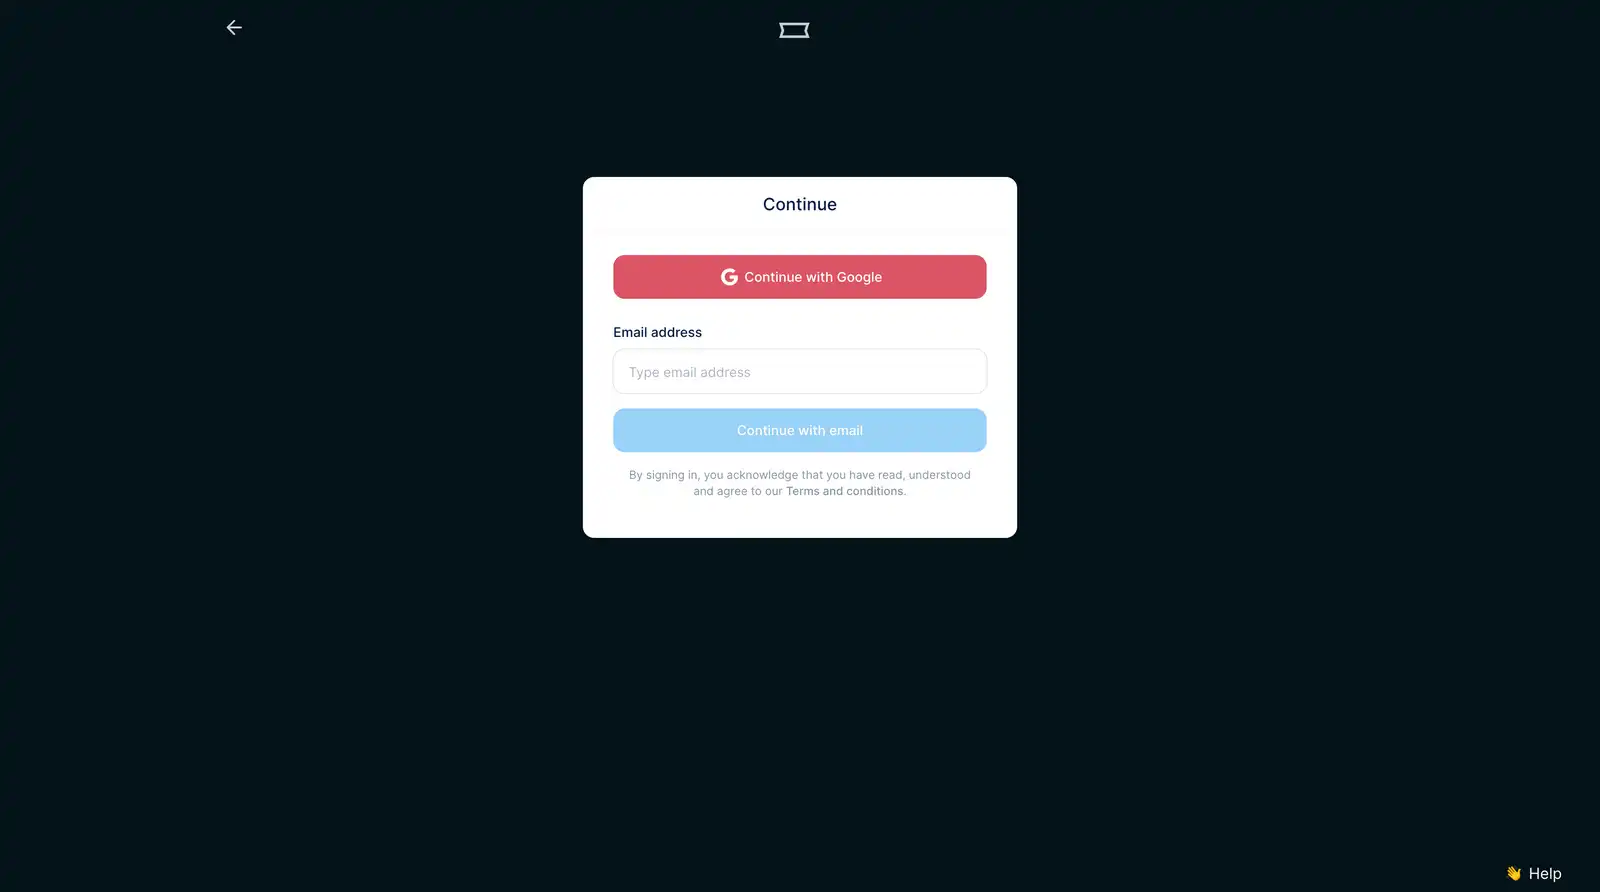 Continue
Continue with Google
Email address
Type email address
Continue with email
By signing in, you acknowledge that you have read, understood
and agree to our Terms and conditions.
👋 Help